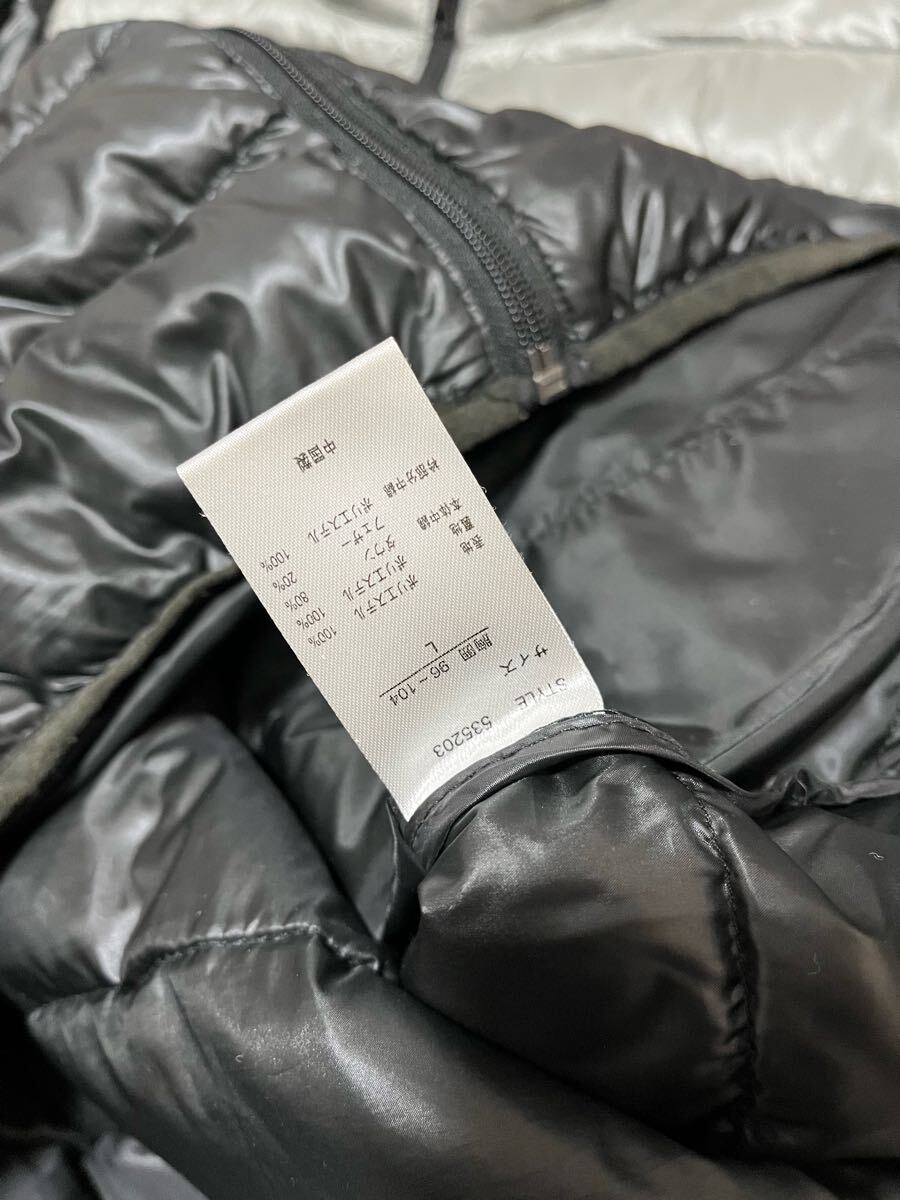 STYLE 535203
サイズ L
胸囲 96~104
表地 ポリエステル 100%
裏地 ポリエステル 100%
本体中綿 ダウン 80%
フェザー 20%
衿部分中綿 ポリエステル 100%
中国製